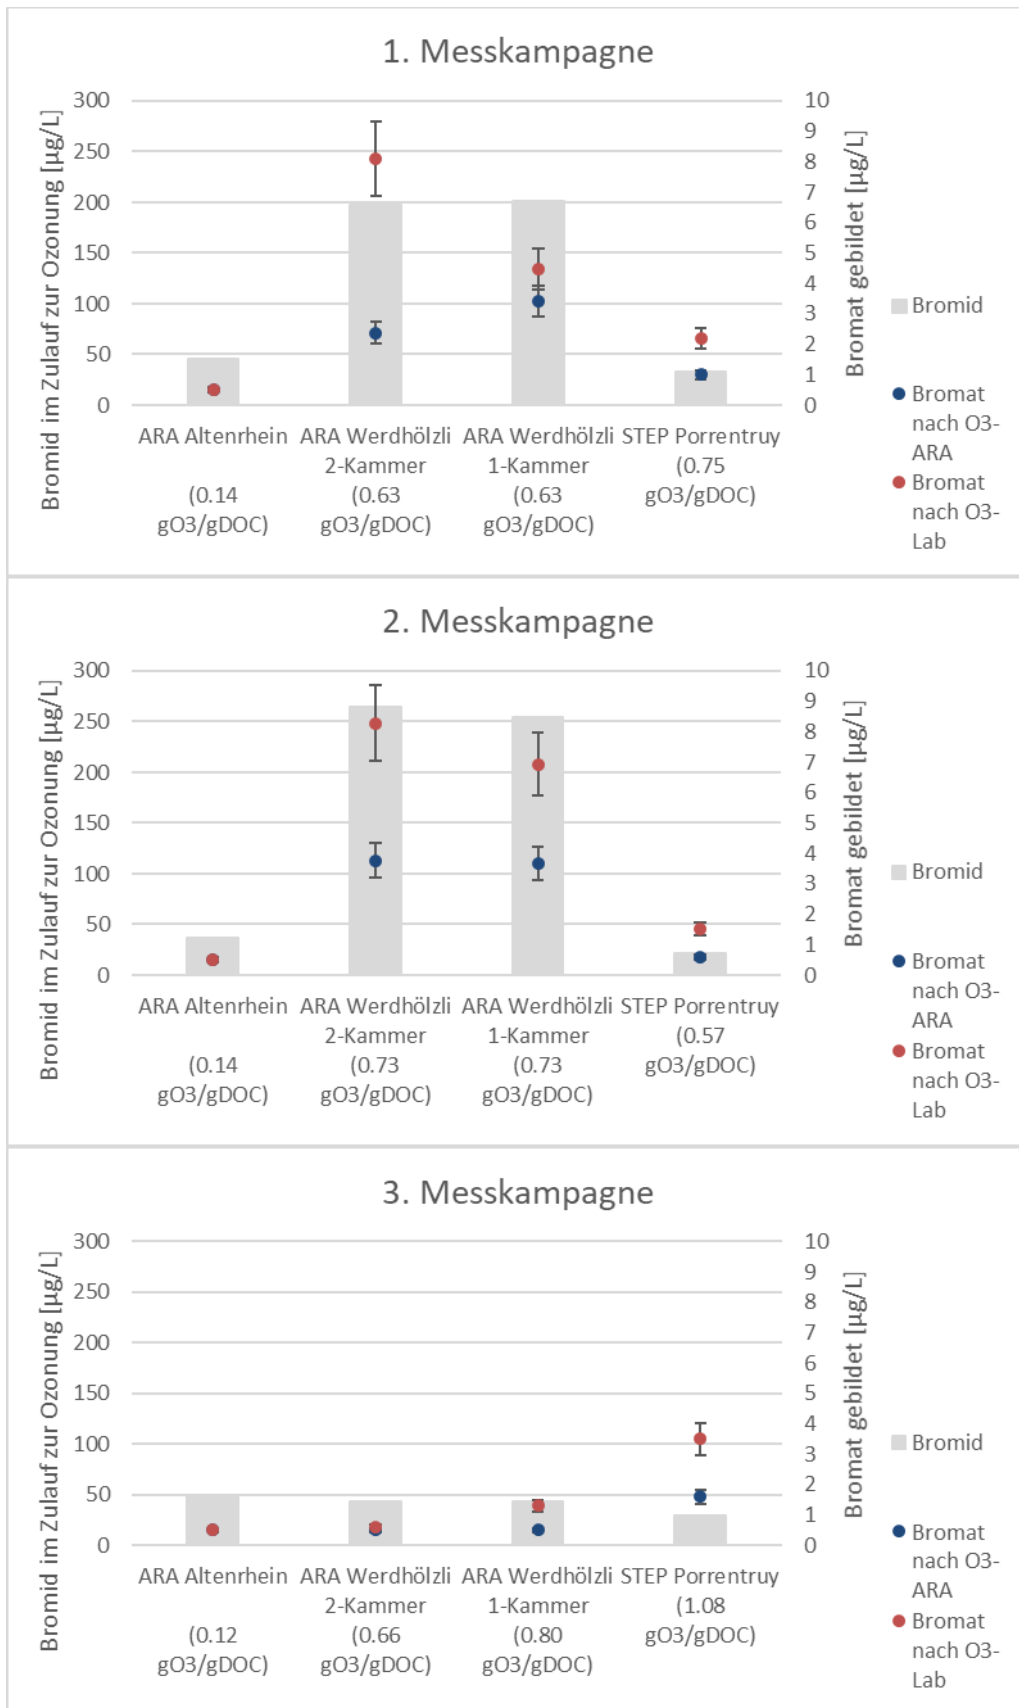 1. Messkampagne
Bromid im Zulauf zur Ozonung [µg/L]
300
250
200
150
100
50
0
10
9
8
7
6
5
4
3
2
1
0
Bromat gebildet [µg/L]
ARA Altenrhein
(0.14
gO3/gDOC)
ARA Werdhölzli
2-Kammer
(0.63
gO3/gDOC)
ARA Werdhölzli
1-Kammer
(0.63
gO3/gDOC)
STEP Porrentruy
(0.75
gO3/gDOC)
Bromid
Bromat
nach O3-
ARA
Bromat
nach O3-
Lab
2. Messkampagne
Bromid im Zulauf zur Ozonung [µg/L]
300
250
200
150
100
50
0
10
9
8
7
6
5
4
3
2
1
0
Bromat gebildet [µg/L]
ARA Altenrhein
(0.14
gO3/gDOC)
ARA Werdhölzli
2-Kammer
(0.73
gO3/gDOC)
ARA Werdhölzli
1-Kammer
(0.73
gO3/gDOC)
STEP Porrentruy
(0.57
gO3/gDOC)
Bromid
Bromat
nach O3-
ARA
Bromat
nach O3-
Lab
3. Messkampagne
Bromid im Zulauf zur Ozonung [µg/L]
300
250
200
150
100
50
0
10
9
8
7
6
5
4
3
2
1
0
Bromat gebildet [µg/L]
ARA Altenrhein
(0.12
gO3/gDOC)
ARA Werdhölzli
2-Kammer
(0.66
gO3/gDOC)
ARA Werdhölzli
1-Kammer
(0.80
gO3/gDOC)
STEP Porrentruy
(1.08
gO3/gDOC)
Bromid
Bromat
nach O3-
ARA
Bromat
nach O3-
Lab